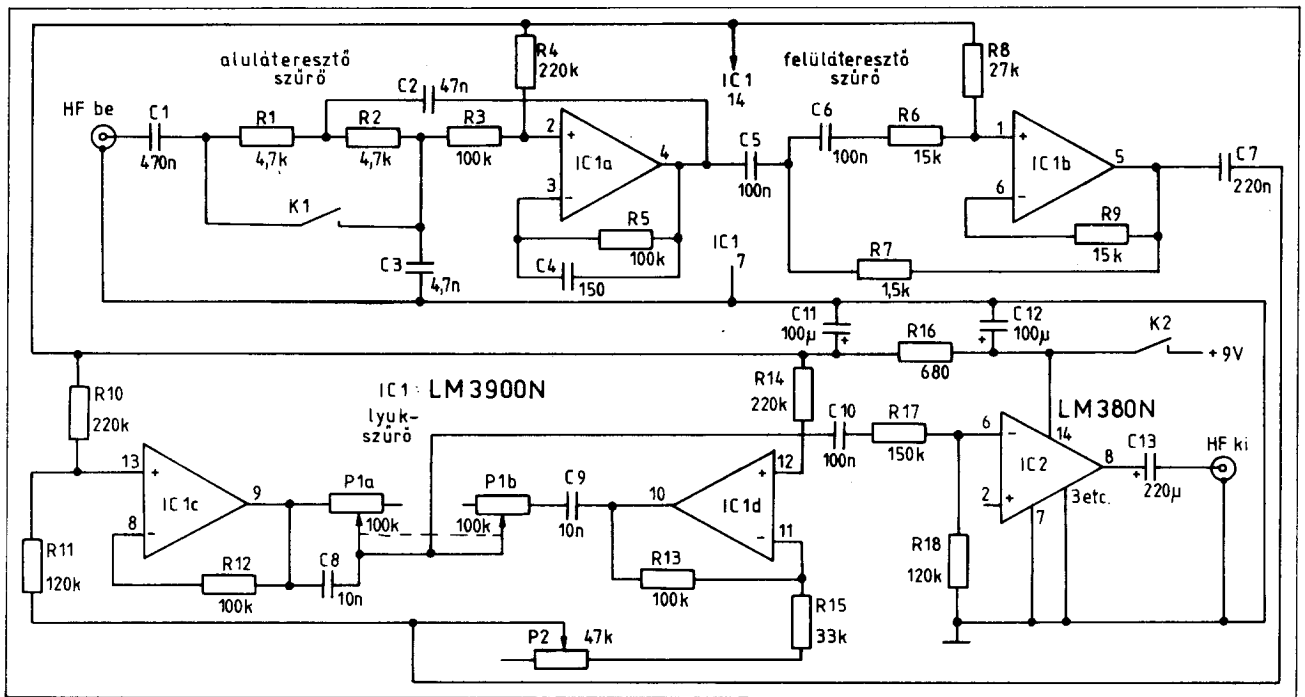 aluláteresztő
szűrő
R4
220k
IC1
14
felüláteresztő
szűrő
R8
27k
HF be
C1
470n
R1
4,7k
C2
47n
R2
4,7k
R3
100k
2
+
IC1a
4
3
−
K1
R5
100k
C4
150
C3
4,7n
C5
100n
C6
100n
R6
15k
1
+
IC1b
5
6
−
R9
15k
C7
220n
IC1
7
R7
1,5k
C11
100µ
+
R16
680
C12
100µ
+
K2
+9V
R10
220k
IC1: LM3900N
lyuk-
szűrő
R14
220k
C10
100n
R17
150k
LM380N
13
+
IC1c
9
8
−
P1a
100k
P1b
100k
C9
10n
10
IC1d
12
+
11
−
6
−
14
IC2
8
2
+
3 etc.
7
C13
+
220µ
HF ki
R11
120k
R12
100k
C8
10n
R13
100k
R15
33k
R18
120k
P2
47k